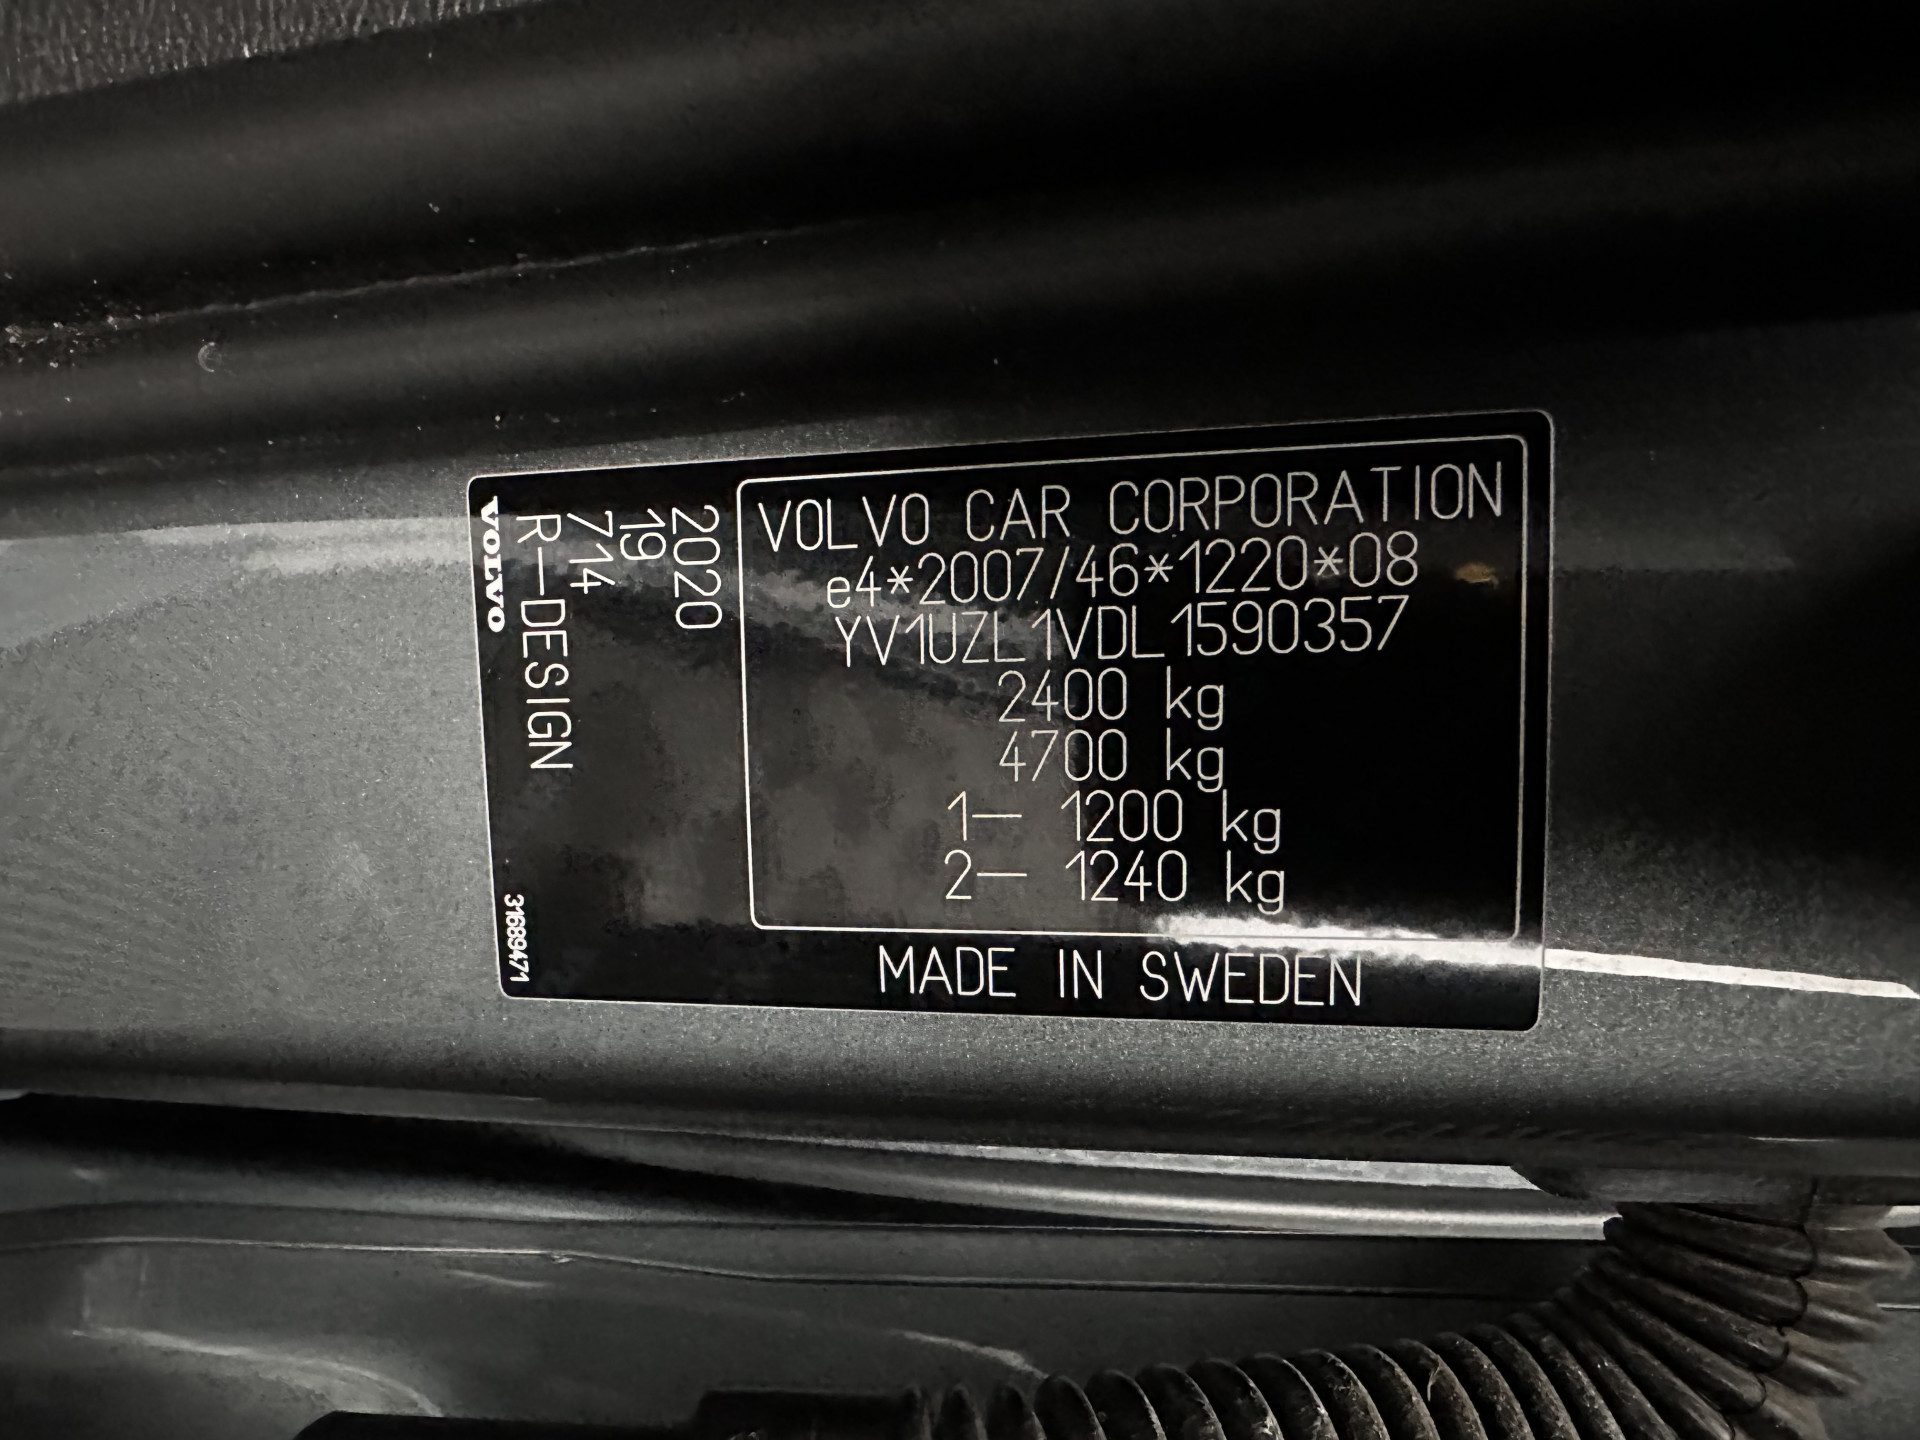 VOLVO CAR CORPORATION
e4*2007/46*1220*08
YV1UZL1VDL1590357
2400 kg
4700 kg
1— 1200 kg
2— 1240 kg
MADE IN SWEDEN
2020
19
714
R—DESIGN
VOLVO
31689471